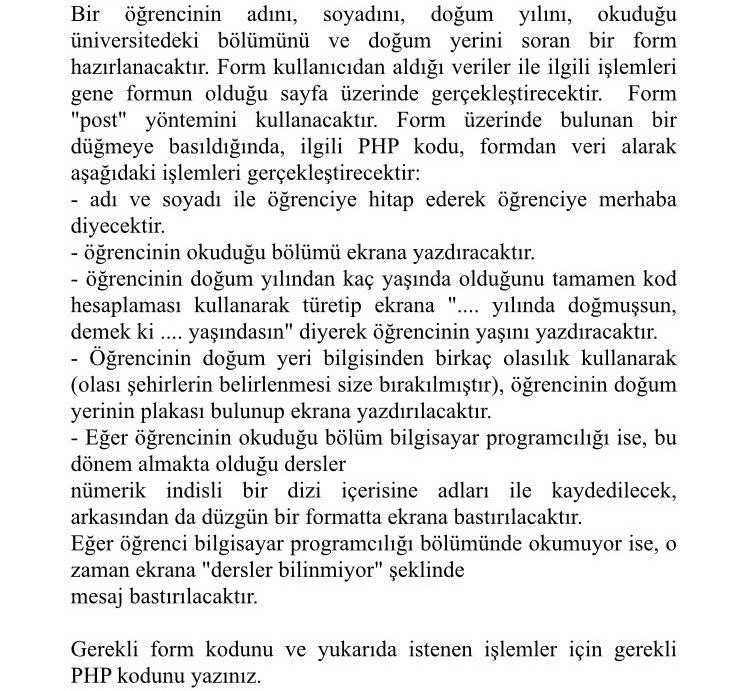 Bir öğrencinin adını, soyadını, doğum yılını, okuduğu
üniversitedeki bölümünü ve doğum yerini soran bir form
hazırlanacaktır. Form kullanıcıdan aldığı veriler ile ilgili işlemleri
gene formun olduğu sayfa üzerinde gerçekleştirecektir. Form
"post" yöntemini kullanacaktır. Form üzerinde bulunan bir
düğmeye basıldığında, ilgili PHP kodu, formdan veri alarak
aşağıdaki işlemleri gerçekleştirecektir:
- adı ve soyadı ile öğrenciye hitap ederek öğrenciye merhaba
diyecektir.
- öğrencinin okuduğu bölümü ekrana yazdıracaktır.
- öğrencinin doğum yılından kaç yaşında olduğunu tamamen kod
hesaplaması kullanarak türetip ekrana ".... yılında doğmuşsun,
demek ki .... yaşındasın" diyerek öğrencinin yaşını yazdıracaktır.
- Öğrencinin doğum yeri bilgisinden birkaç olasılık kullanarak
(olası şehirlerin belirlenmesi size bırakılmıştır), öğrencinin doğum
yerinin plakası bulunup ekrana yazdırılacaktır.
- Eğer öğrencinin okuduğu bölüm bilgisayar programcılığı ise, bu
dönem almakta olduğu dersler
nümerik indisli bir dizi içerisine adları ile kaydedilecek,
arkasından da düzgün bir formatta ekrana bastırılacaktır.
Eğer öğrenci bilgisayar programcılığı bölümünde okumuyor ise, o
zaman ekrana "dersler bilinmiyor" şeklinde
mesaj bastırılacaktır.
Gerekli form kodunu ve yukarıda istenen işlemler için gerekli
PHP kodunu yazınız.